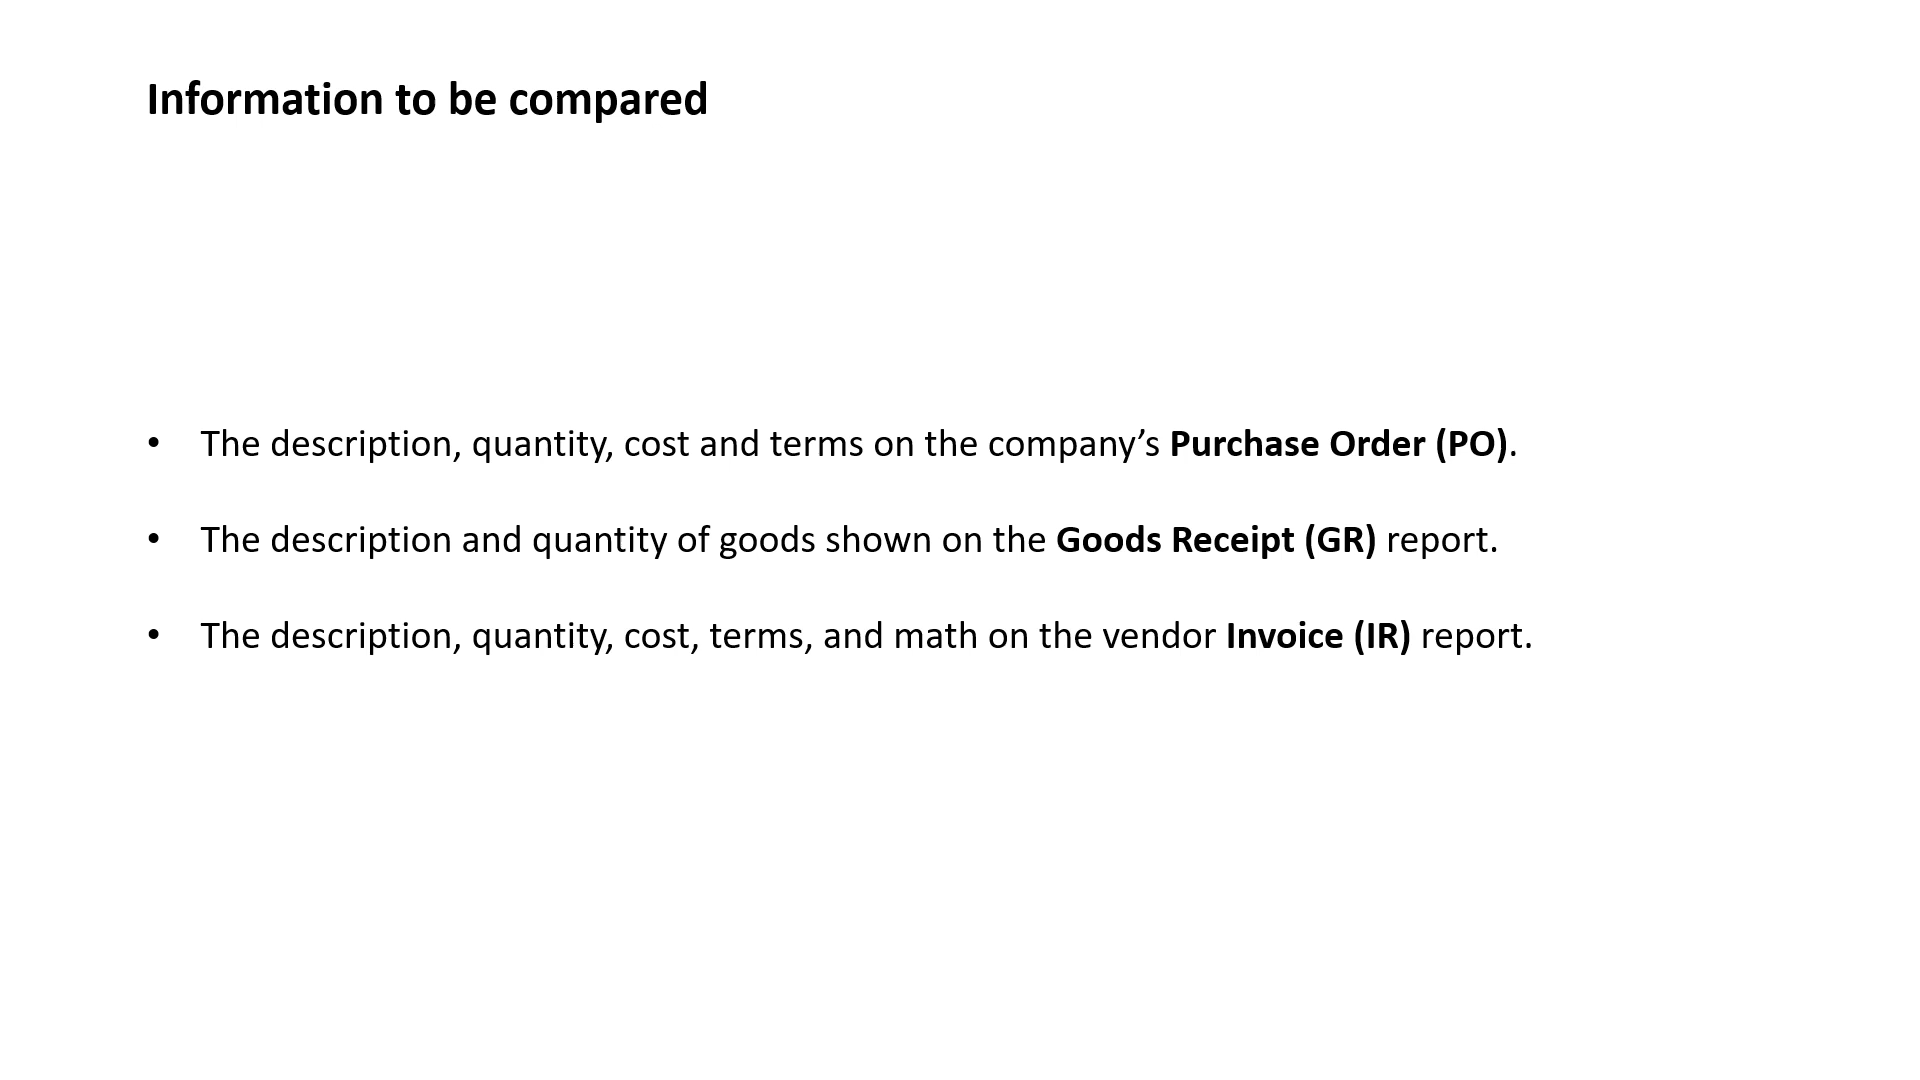 Information to be compared
• The description, quantity, cost and terms on the company’s Purchase Order (PO).
• The description and quantity of goods shown on the Goods Receipt (GR) report.
• The description, quantity, cost, terms, and math on the vendor Invoice (IR) report.